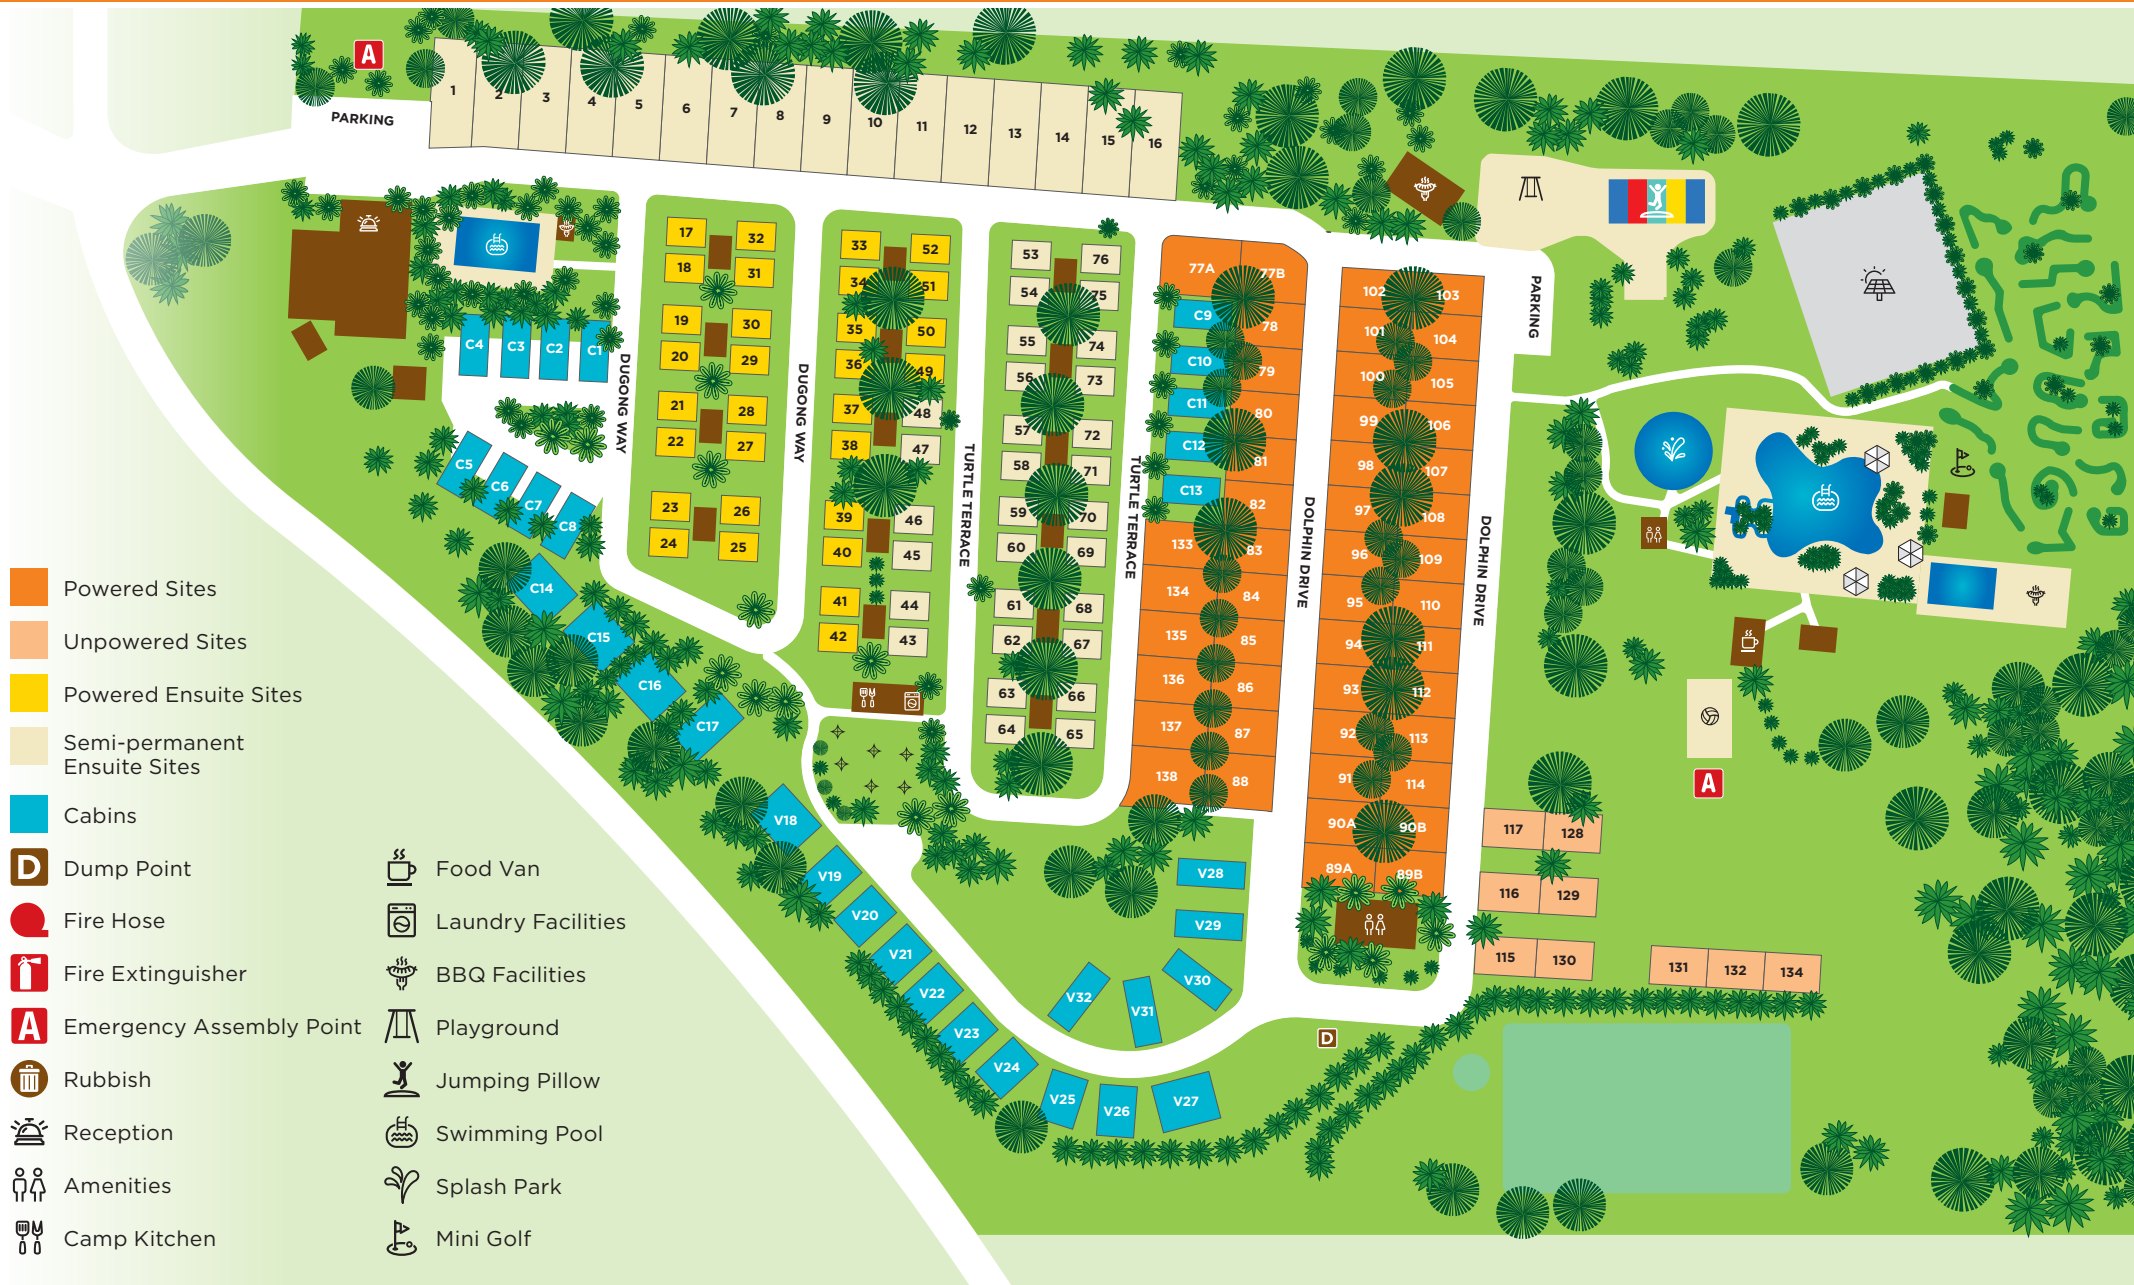 A
PARKING
1
2
3
4
5
6
7
8
9
10
11
12
13
14
15
16
17
32
18
31
19
30
20
29
21
28
22
27
23
26
24
25
33
52
34
51
35
50
36
49
37
48
38
47
39
46
40
45
41
44
42
43
53
76
54
75
55
74
56
73
57
72
58
71
59
70
60
69
61
68
62
67
63
66
64
65
77A
77B
C9
78
C10
79
C11
80
C12
81
C13
82
133
83
134
84
135
85
136
86
137
87
138
88
102
103
101
104
100
105
99
106
98
107
97
108
96
109
95
110
94
111
93
112
92
113
91
114
90A
90B
89A
89B
PARKING
DUGONG WAY
DUGONG WAY
TURTLE TERRACE
TURTLE TERRACE
DOLPHIN DRIVE
DOLPHIN DRIVE
C4
C3
C2
C1
C5
C6
C7
C8
C14
C15
C16
C17
V18
V19
V20
V21
V22
V23
V24
V25
V26
V27
V28
V29
V30
V31
V32
117
128
116
129
115
130
131
132
134
A
D
Powered Sites
Unpowered Sites
Powered Ensuite Sites
Semi-permanent
Ensuite Sites
Cabins
D
Dump Point
Fire Hose
Fire Extinguisher
A
Emergency Assembly Point
Rubbish
Reception
Amenities
Camp Kitchen
Food Van
Laundry Facilities
BBQ Facilities
Playground
Jumping Pillow
Swimming Pool
Splash Park
Mini Golf